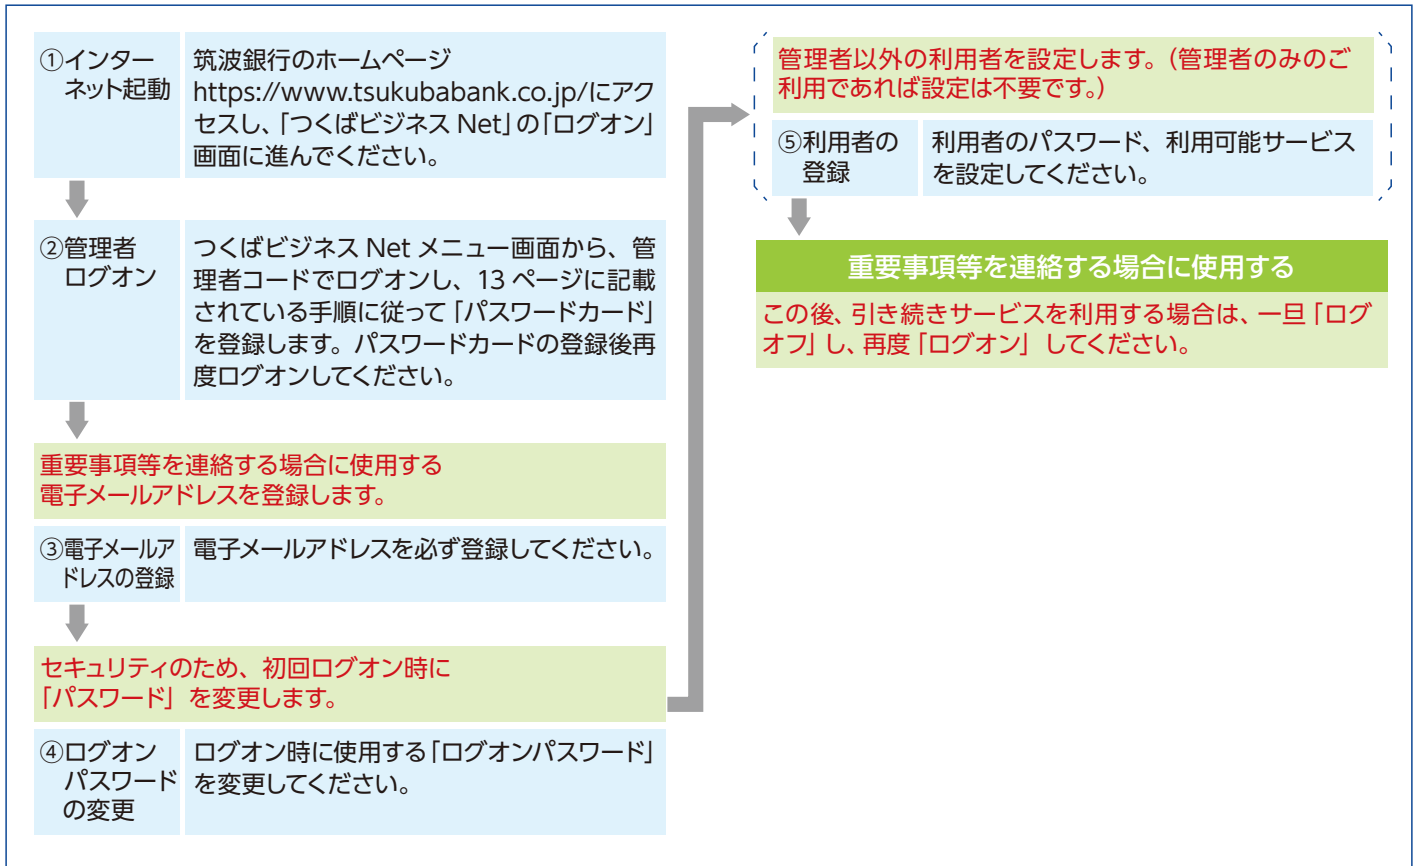 ①インター
ネット起動
筑波銀行のホームページ
https://www.tsukubabank.co.jp/にアク
セスし、「つくばビジネス Net」の「ログオン」
画面に進んでください。
②管理者
ログオン
つくばビジネス Net メニュー画面から、管
理者コードでログオンし、13 ページに記載
されている手順に従って「パスワードカード」
を登録します。パスワードカードの登録後再
度ログオンしてください。
重要事項等を連絡する場合に使用する
電子メールアドレスを登録します。
③電子メールア
ドレスの登録
電子メールアドレスを必ず登録してください。
セキュリティのため、初回ログオン時に
「パスワード」を変更します。
④ログオン
パスワード
の変更
ログオン時に使用する「ログオンパスワード」
を変更してください。
管理者以外の利用者を設定します。（管理者のみのご
利用であれば設定は不要です。）
⑤利用者の
登録
利用者のパスワード、利用可能サービス
を設定してください。
重要事項等を連絡する場合に使用する
この後、引き続きサービスを利用する場合は、一旦「ログ
オフ」し、再度「ログオン」してください。